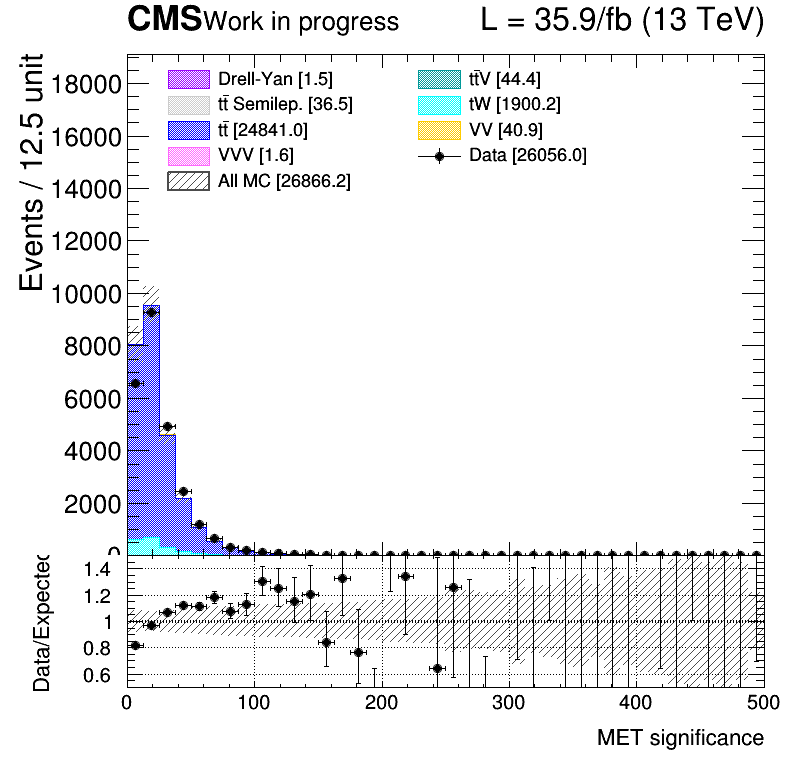 CMS Work in progress L = 35.9/fb (13 TeV)
Events / 12.5 unit
18000
16000
14000
12000
10000
8000
6000
4000
2000
0
Drell-Yan [1.5]
tt̄ Semilep. [36.5]
tt̄ [24841.0]
VVV [1.6]
All MC [26866.2]
tt̄V [44.4]
tW [1900.2]
VV [40.9]
Data [26056.0]
Data/Expected
1.4
1.2
1
0.8
0.6
0 100 200 300 400 500
MET significance